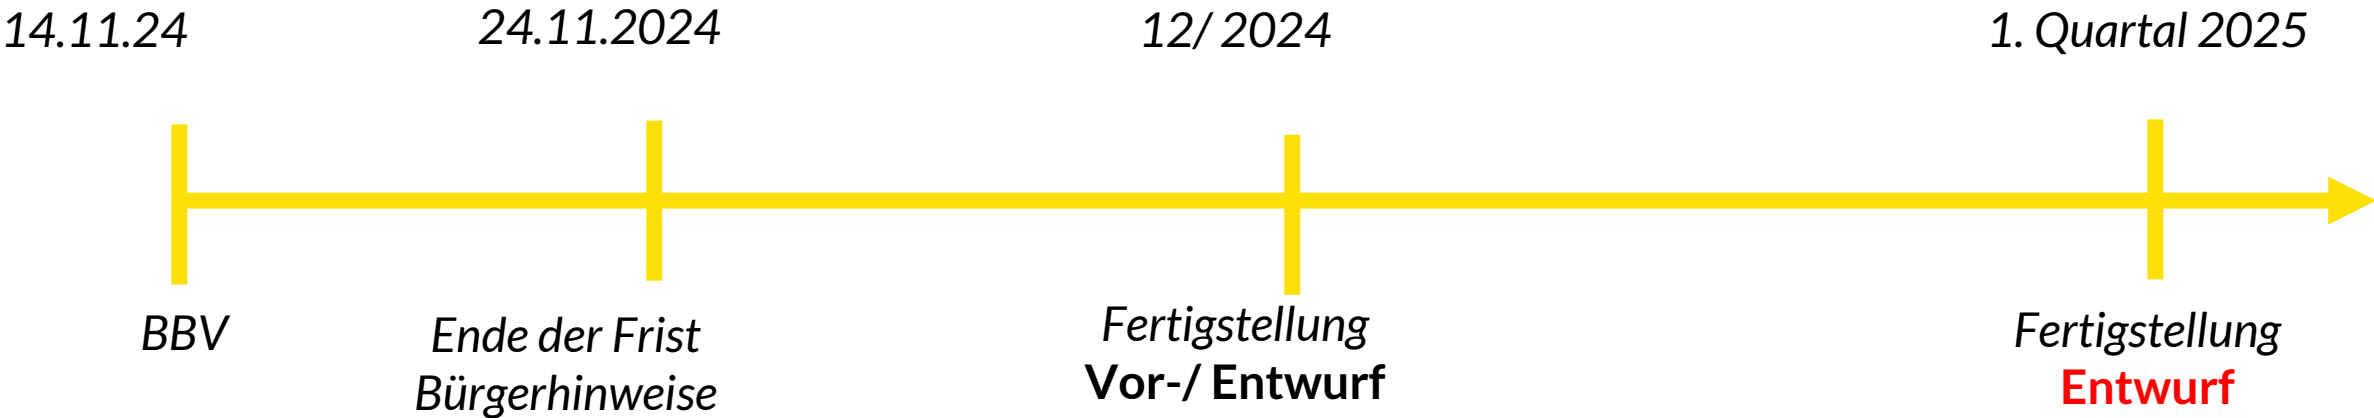 14.11.24
24.11.2024
12/ 2024
1. Quartal 2025
BBV
Ende der Frist
Bürgerhinweise
Fertigstellung
Vor-/ Entwurf
Fertigstellung
Entwurf